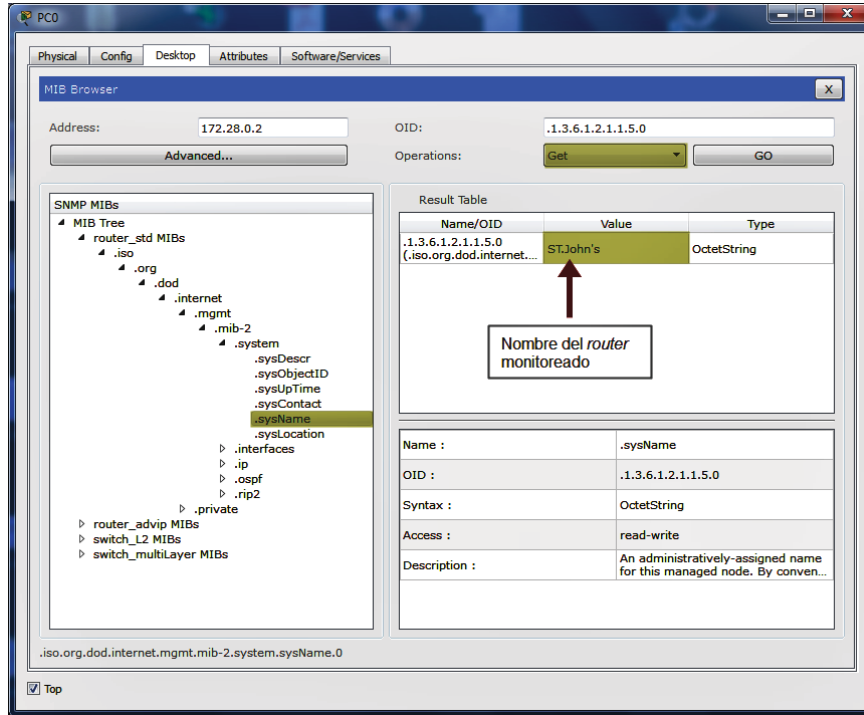 PC0
Physical Config Desktop Attributes Software/Services
MIB Browser
X
Address: 172.28.0.2 OID: .1.3.6.1.2.1.1.5.0
Advanced... Operations: Get GO
SNMP MIBs
MIB Tree
router_std MIBs
.iso
.org
.dod
.internet
.mgmt
.mib-2
.system
.sysDescr
.sysObjectID
.sysUpTime
.sysContact
.sysName
.sysLocation
.interfaces
.ip
.ospf
.rip2
.private
router_advip MIBs
switch_L2 MIBs
switch_multiLayer MIBs
Result Table
Name/OID Value Type
.1.3.6.1.2.1.1.5.0
(.iso.org.dod.internet.... ST.John's OctetString
Nombre del router
monitoreado
Name : .sysName
OID : .1.3.6.1.2.1.1.5.0
Syntax : OctetString
Access : read-write
Description : An administratively-assigned name
for this managed node. By conven...
.iso.org.dod.internet.mgmt.mib-2.system.sysName.0
Top